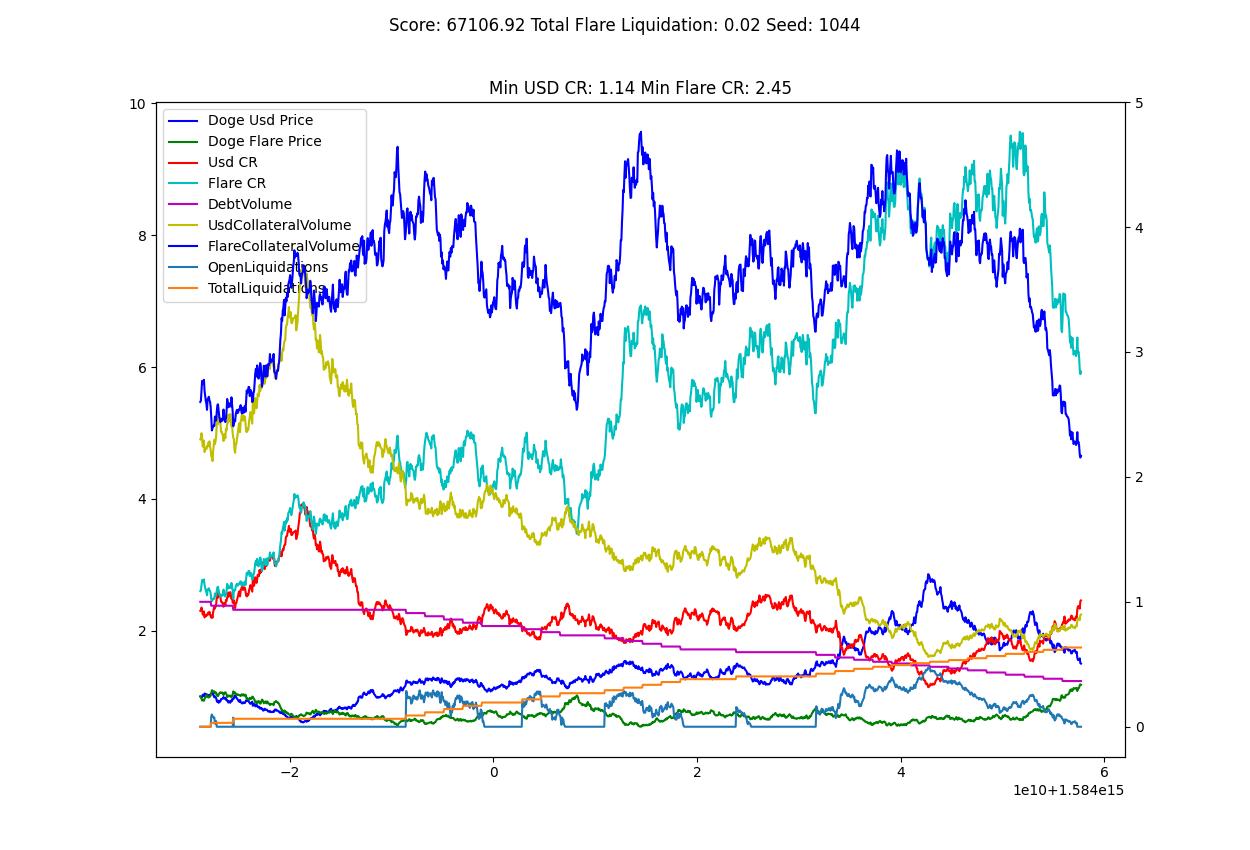 Score: 67106.92 Total Flare Liquidation: 0.02 Seed: 1044
Min USD CR: 1.14 Min Flare CR: 2.45
Doge Usd Price
Doge Flare Price
Usd CR
Flare CR
DebtVolume
UsdCollateralVolume
FlareCollateralVolume
OpenLiquidations
TotalLiquidations
10
8
6
4
2
5
4
3
2
1
0
−2
0
2
4
6
1e10+1.584e15